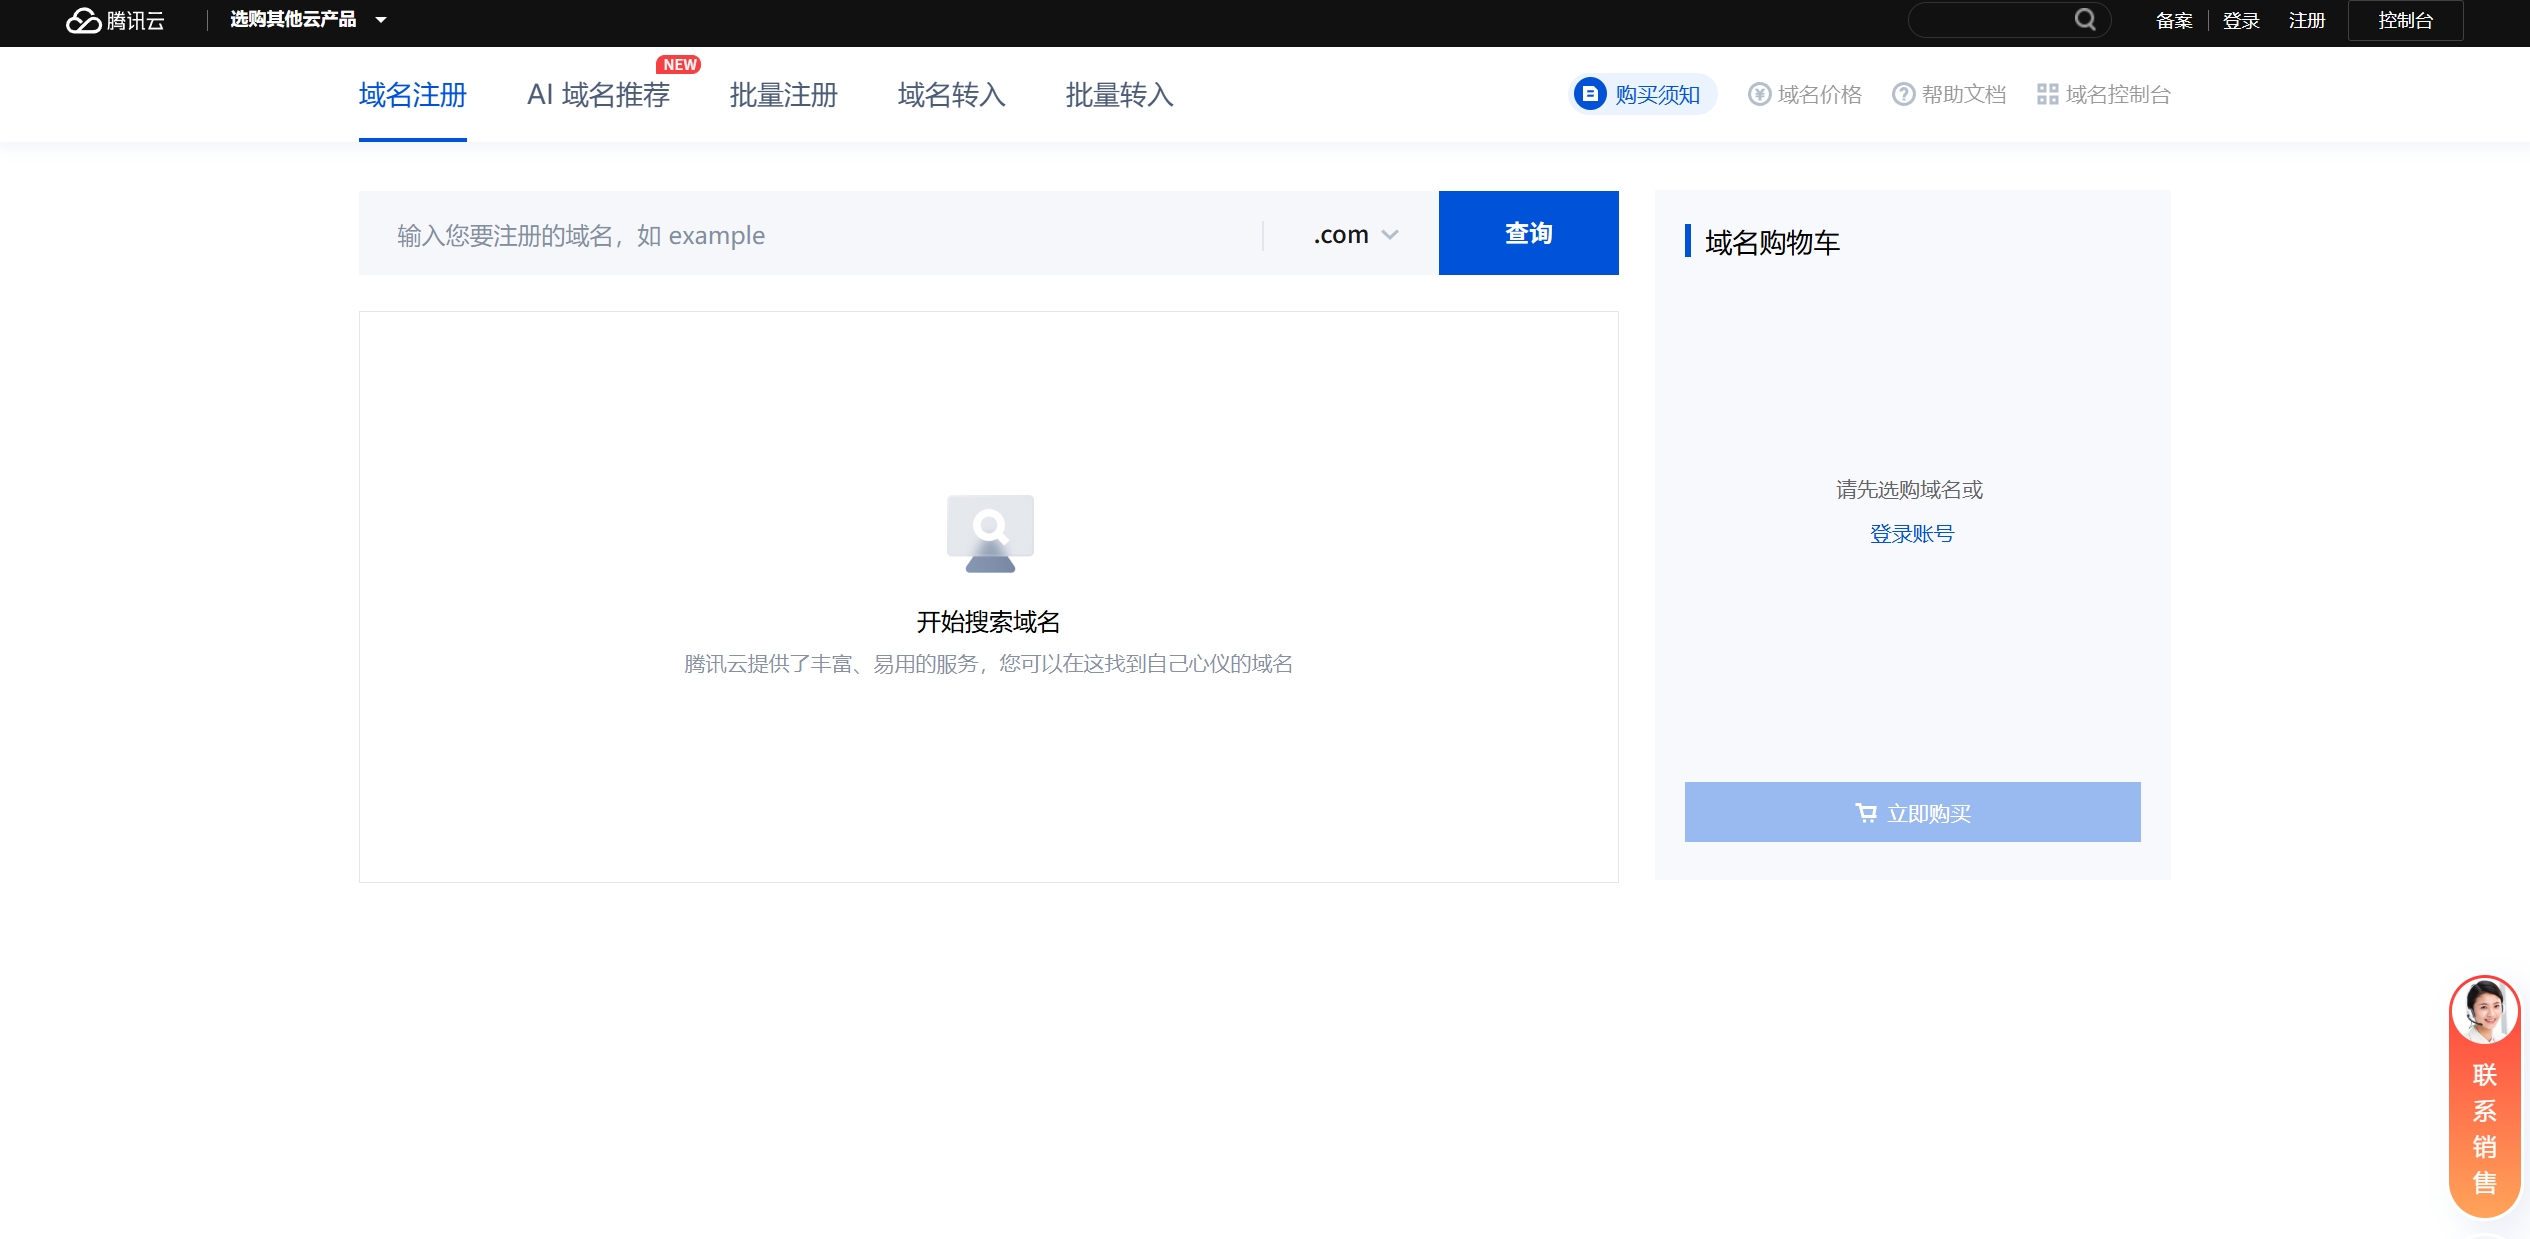 腾讯云
选购其他云产品
备案
登录
注册
控制台
域名注册
AI 域名推荐
NEW
批量注册
域名转入
批量转入
购买须知
域名价格
帮助文档
域名控制台
输入您要注册的域名，如 example
.com
查询
域名购物车
请先选购域名或
登录账号
开始搜索域名
腾讯云提供了丰富、易用的服务，您可以在这找到自己心仪的域名
立即购买
联系销售